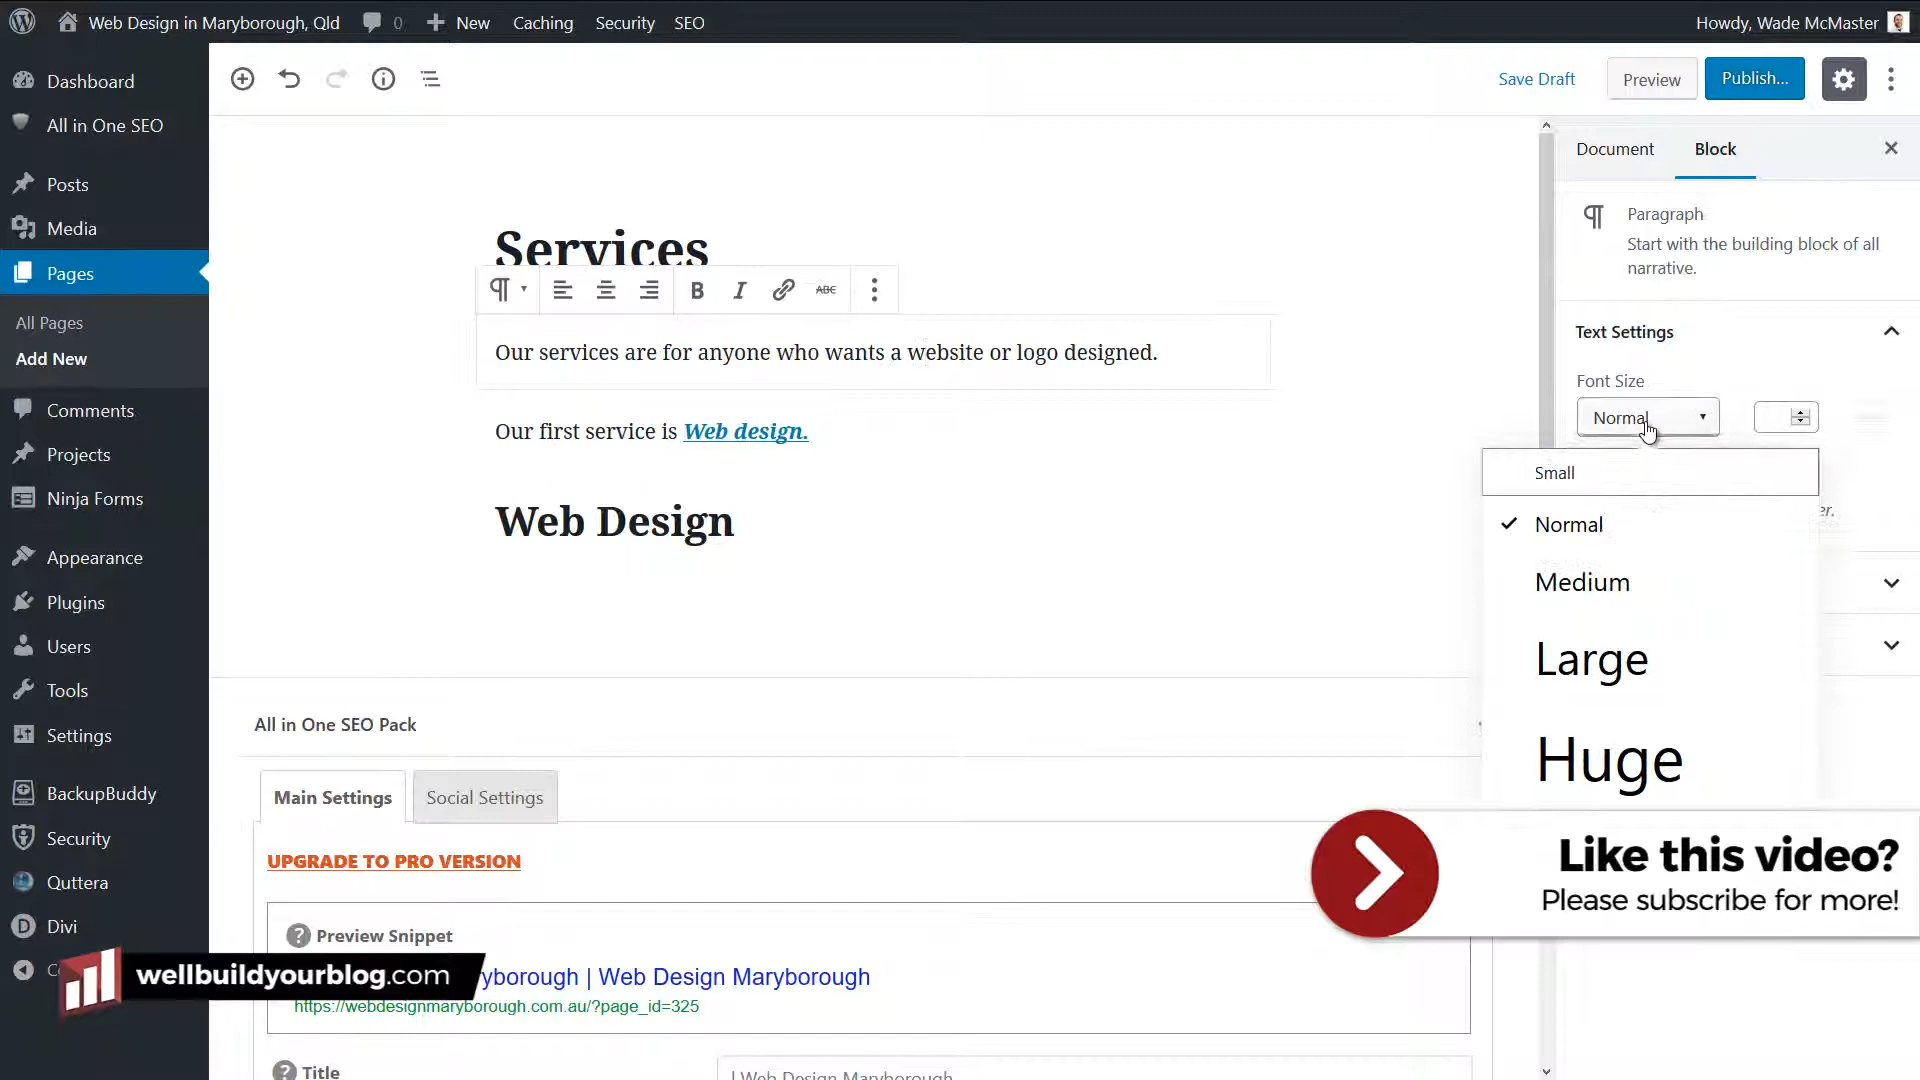 Web Design in Maryborough, Qld
0
New
Caching
Security
SEO
Howdy, Wade McMaster
Dashboard
All in One SEO
Posts
Media
Pages
All Pages
Add New
Comments
Projects
Ninja Forms
Appearance
Plugins
Users
Tools
Settings
BackupBuddy
Security
Quttera
Divi
Save Draft
Preview
Publish...
Services
B
I
ABC
Our services are for anyone who wants a website or logo designed.
Our first service is Web design.
Web Design
Document
Block
Paragraph
Start with the building block of all
narrative.
Text Settings
Font Size
Normal
Small
Normal
Medium
Large
Huge
er.
All in One SEO Pack
Main Settings
Social Settings
UPGRADE TO PRO VERSION
Preview Snippet
yborough | Web Design Maryborough
https://webdesignmaryborough.com.au/?page_id=325
Title
| Web Design Maryborough
wellbuildyourblog.com
Like this video?
Please subscribe for more!